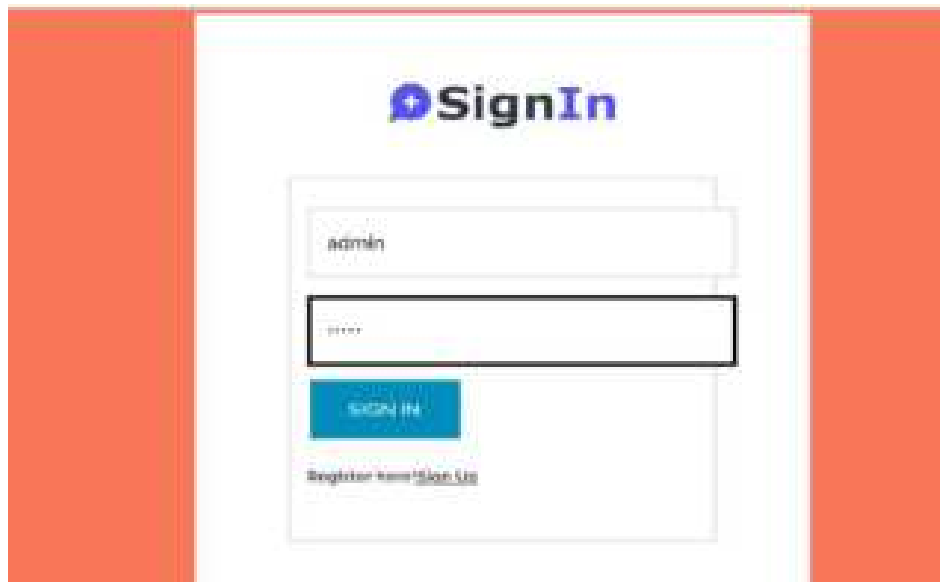 SignIn
admin
.....
SIGN IN
Register here!Sign Up